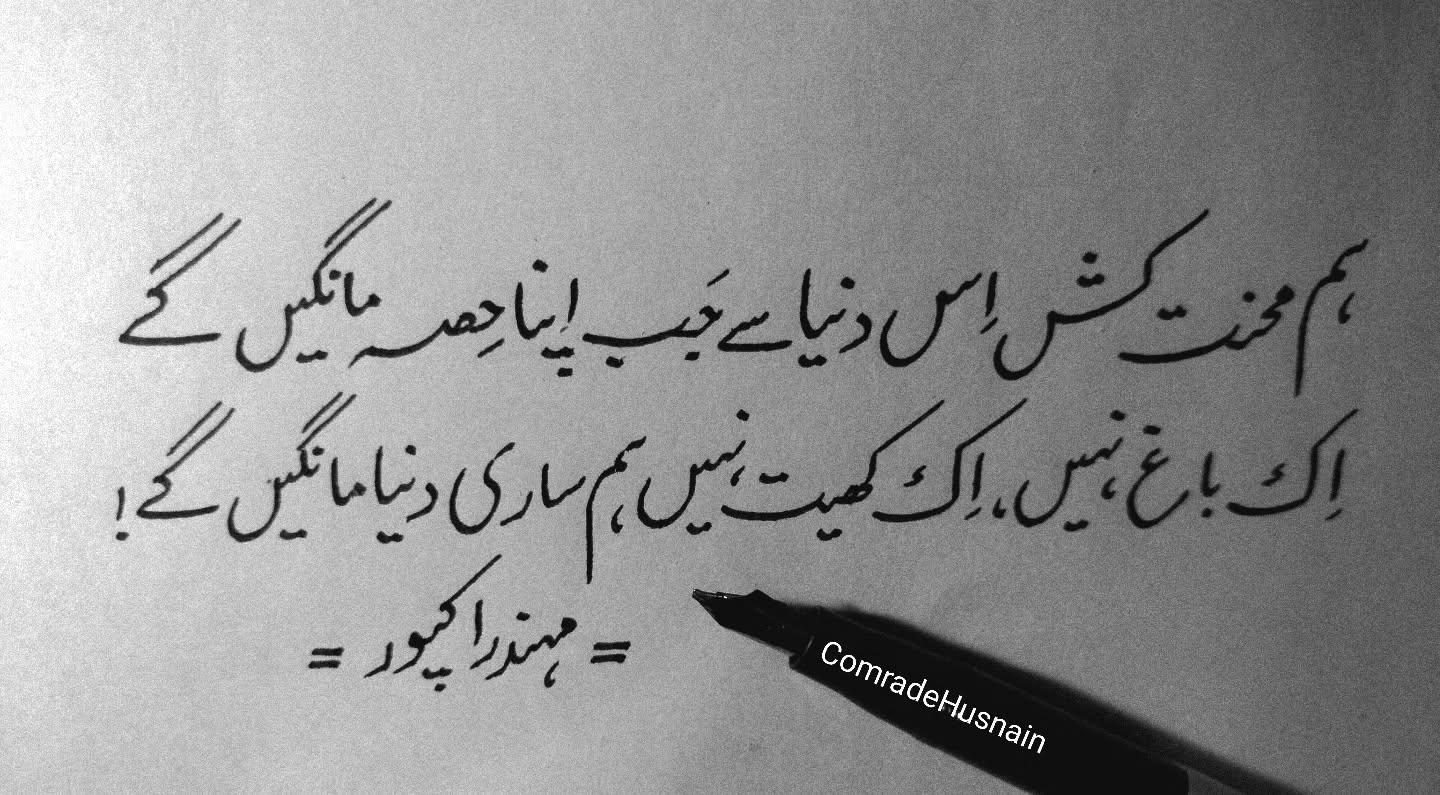 ہم محنت کش اِس دنیا سے جَب اپنا حِصہ مانگیں گے
اِک باغ نہیں، اِک کھیت نہیں ہم ساری دنیا مانگیں گے!
= مہندرا کپور =
ComradeHusnain